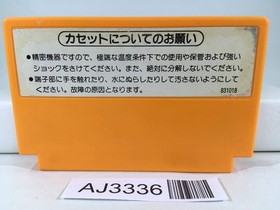 カセットについてのお願い
●精密機器ですので、極端な温度条件下での使用や保管および強い
ショックをさけてください。また、絶対に分解しないでください。
●端子部に手を触れたり、水にぬらしたりして汚さないようにして
ください。故障の原因となります。
831018
AJ3336